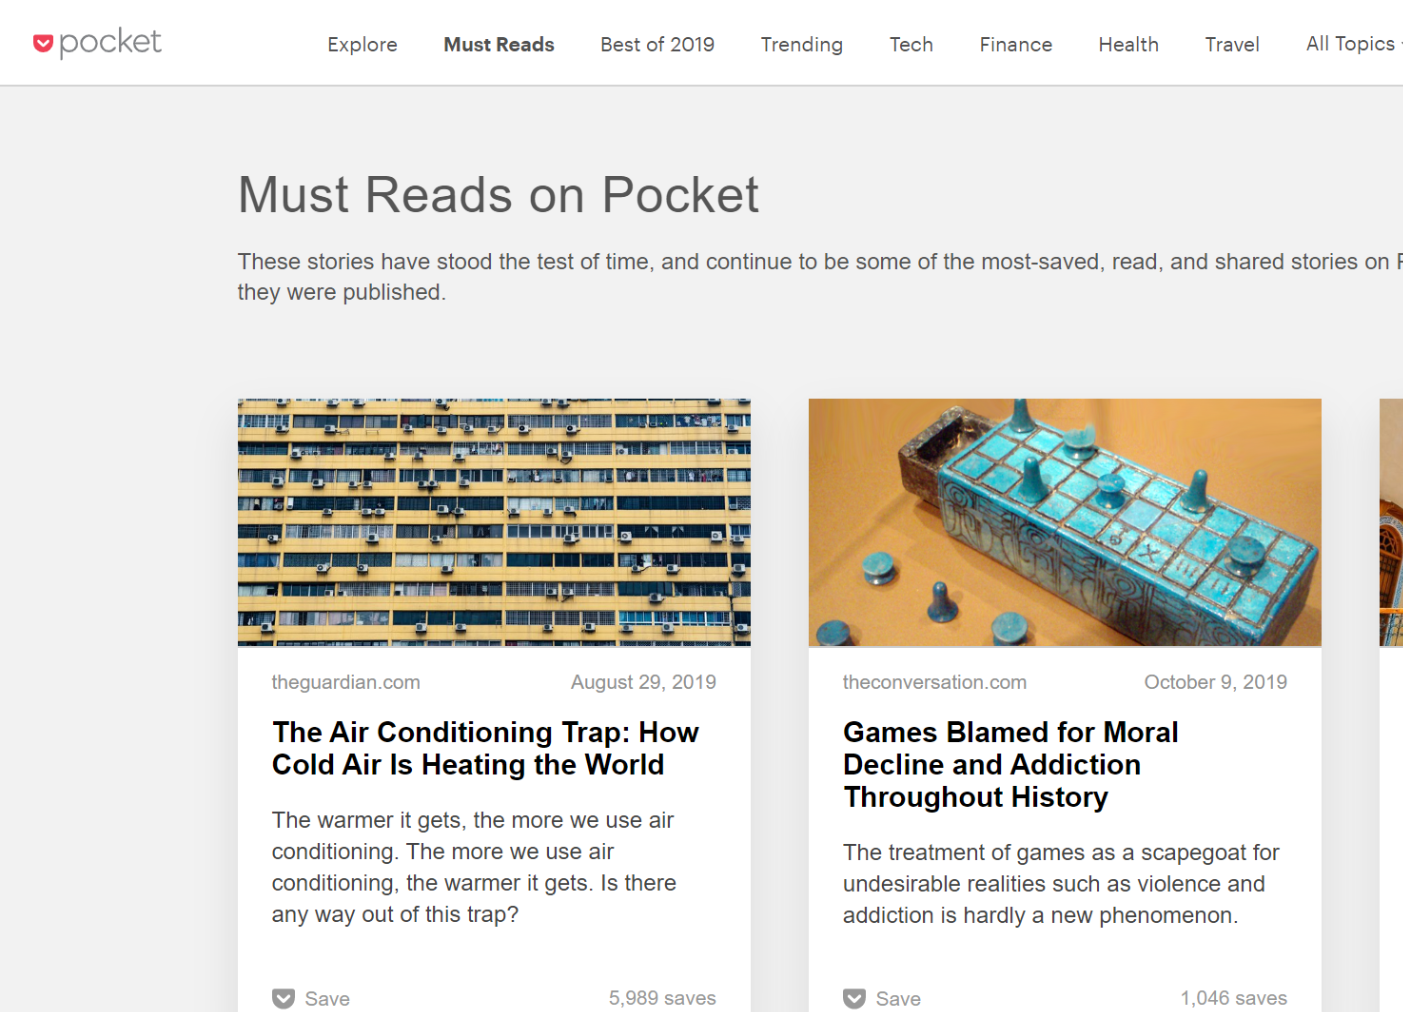 pocket
Explore Must Reads Best of 2019 Trending Tech Finance Health Travel All Topics
Must Reads on Pocket
These stories have stood the test of time, and continue to be some of the most-saved, read, and shared stories on
they were published.
theguardian.com August 29, 2019
The Air Conditioning Trap: How
Cold Air Is Heating the World
The warmer it gets, the more we use air
conditioning. The more we use air
conditioning, the warmer it gets. Is there
any way out of this trap?
Save 5,989 saves
theconversation.com October 9, 2019
Games Blamed for Moral
Decline and Addiction
Throughout History
The treatment of games as a scapegoat for
undesirable realities such as violence and
addiction is hardly a new phenomenon.
Save 1,046 saves